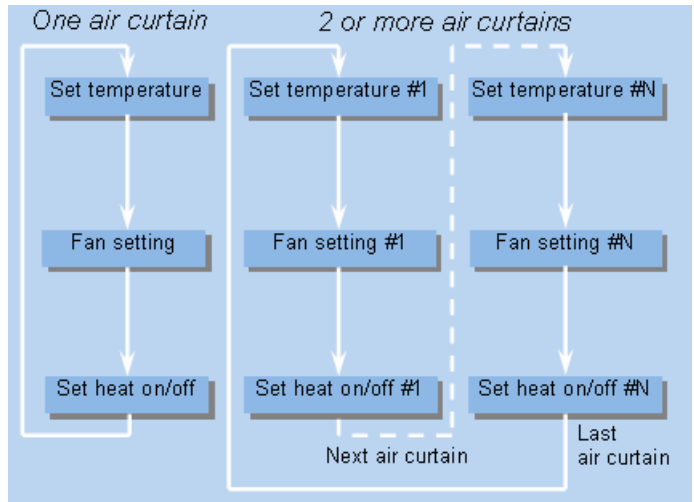 One air curtain
2 or more air curtains
Set temperature
Set temperature #1
Set temperature #N
Fan setting
Fan setting #1
Fan setting #N
Set heat on/off
Set heat on/off #1
Set heat on/off #N
Next air curtain
Last
air curtain